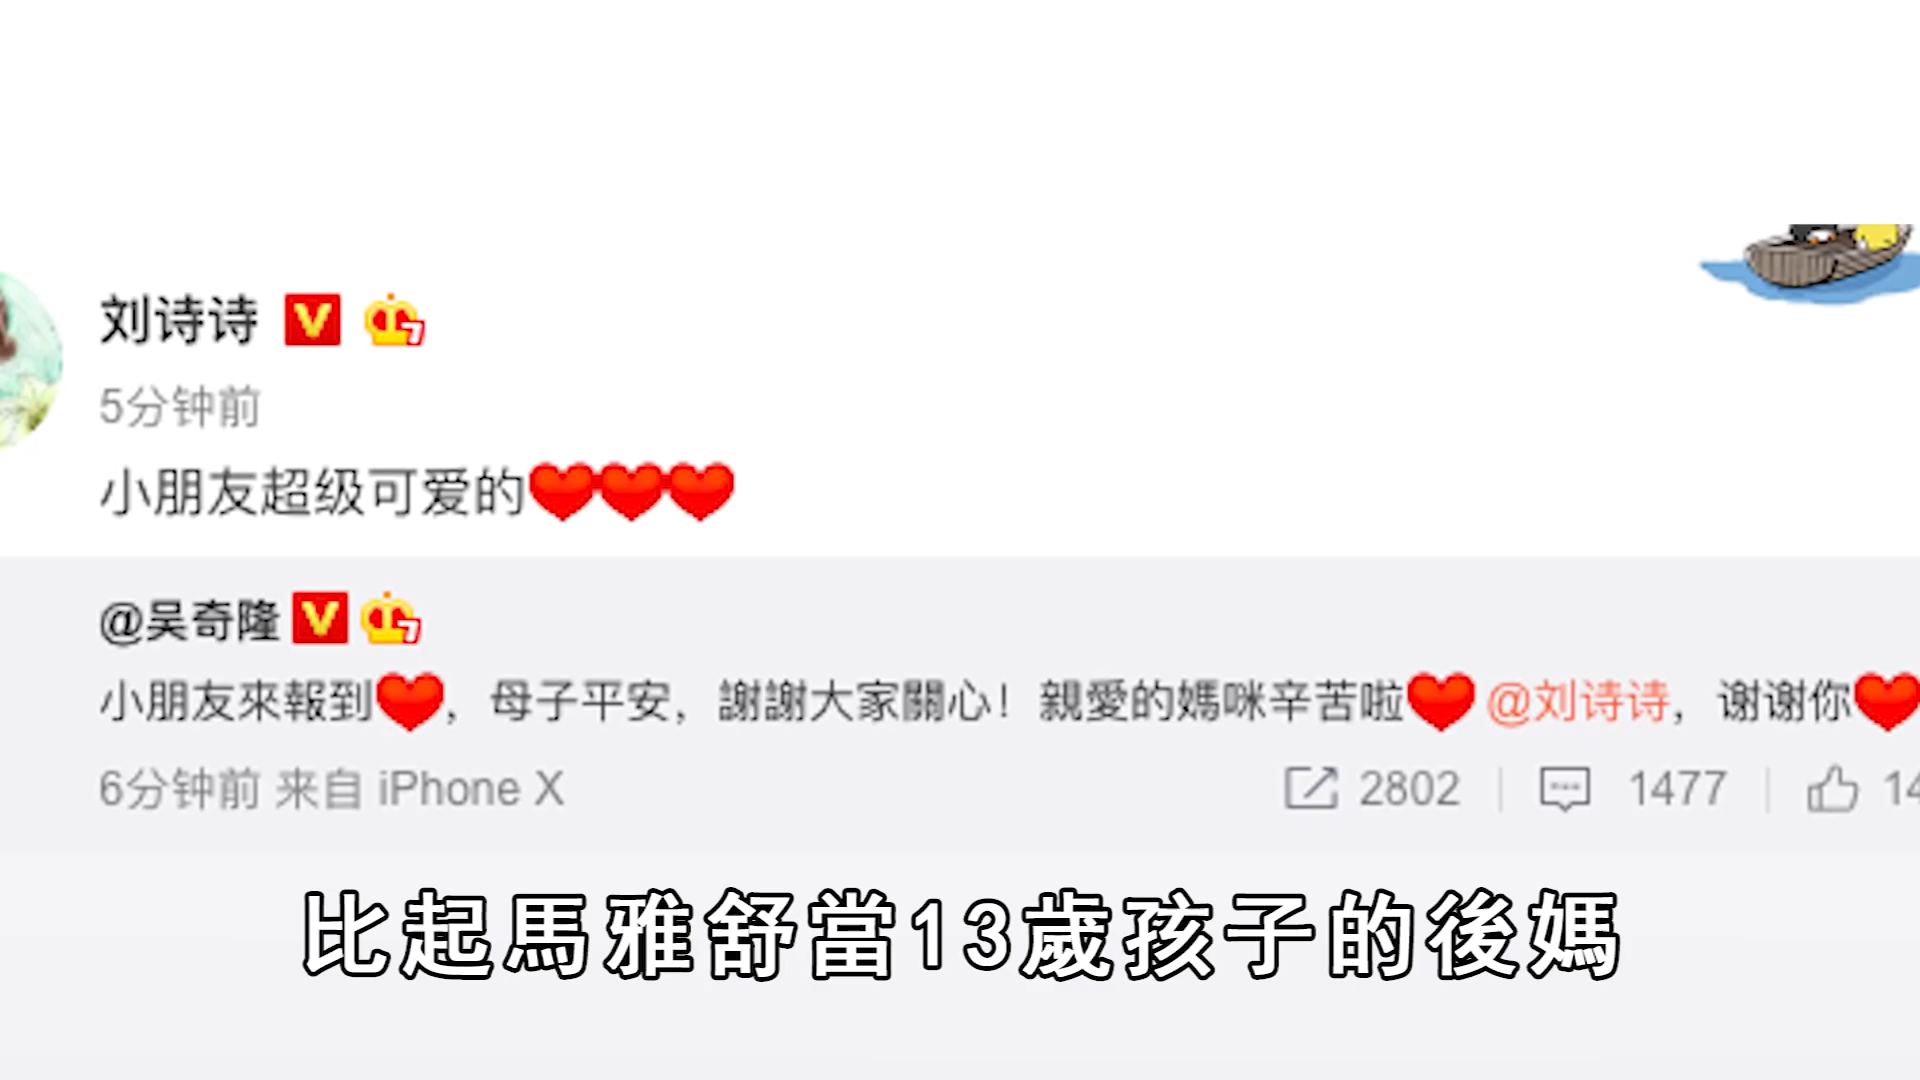 刘诗诗
5分钟前
小朋友超级可爱的❤❤❤
@吴奇隆
小朋友來報到❤，母子平安，謝謝大家關心！親愛的媽咪辛苦啦❤@刘诗诗，谢谢你❤
6分钟前 来自 iPhone X 2802 1477 14
比起馬雅舒當13歲孩子的後媽